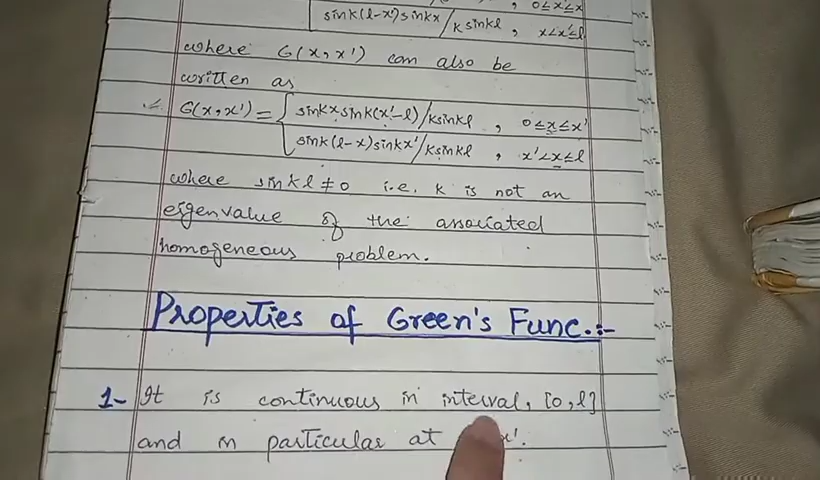 , 0≤x'≤x
sink(l-x')sinkx/ksinkl , x<x'≤l
where G(x,x') can also be
written as
G(x,x')= { sinkx sink(x'-l)/ksinkl , 0≤x≤x'
sink(l-x)sinkx'/ksinkl , x'<x≤l
where sinkl≠0 i.e. k is not an
eigenvalue of the associated
homogeneous problem.
Properties of Green's Func.:-
1- It is continuous in interval, [0,l]
and in particular at x'.